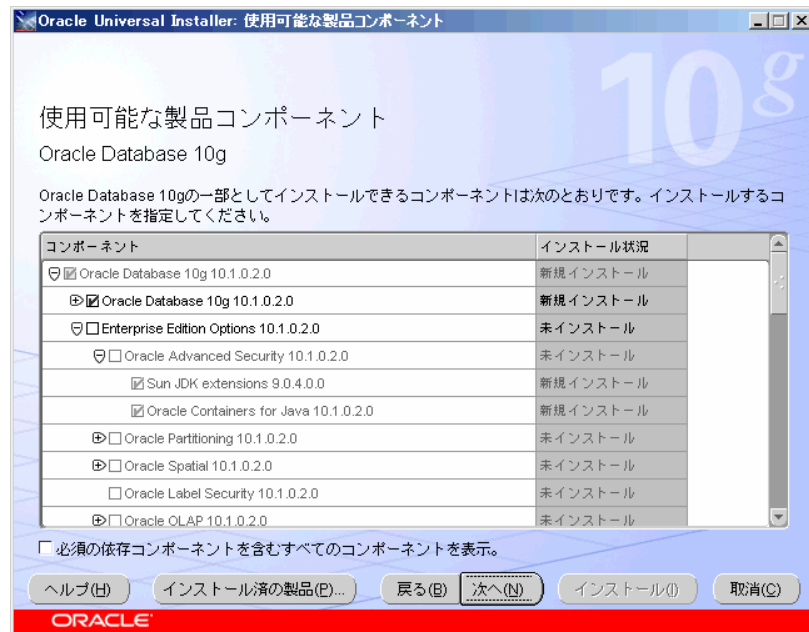 Oracle Universal Installer: 使用可能な製品コンポーネント
10g
使用可能な製品コンポーネント
Oracle Database 10g
Oracle Database 10gの一部としてインストールできるコンポーネントは次のとおりです。インストールするコ
ンポーネントを指定してください。
コンポーネント インストール状況
Oracle Database 10g 10.1.0.2.0 新規インストール
Oracle Database 10g 10.1.0.2.0 新規インストール
Enterprise Edition Options 10.1.0.2.0 未インストール
Oracle Advanced Security 10.1.0.2.0 未インストール
Sun JDK extensions 9.0.4.0.0 新規インストール
Oracle Containers for Java 10.1.0.2.0 新規インストール
Oracle Partitioning 10.1.0.2.0 未インストール
Oracle Spatial 10.1.0.2.0 未インストール
Oracle Label Security 10.1.0.2.0 未インストール
Oracle OLAP 10.1.0.2.0 未インストール
必須の依存コンポーネントを含むすべてのコンポーネントを表示。
ヘルプ(H) インストール済の製品(P)... 戻る(B) 次へ(N) インストール(I) 取消(C)
ORACLE